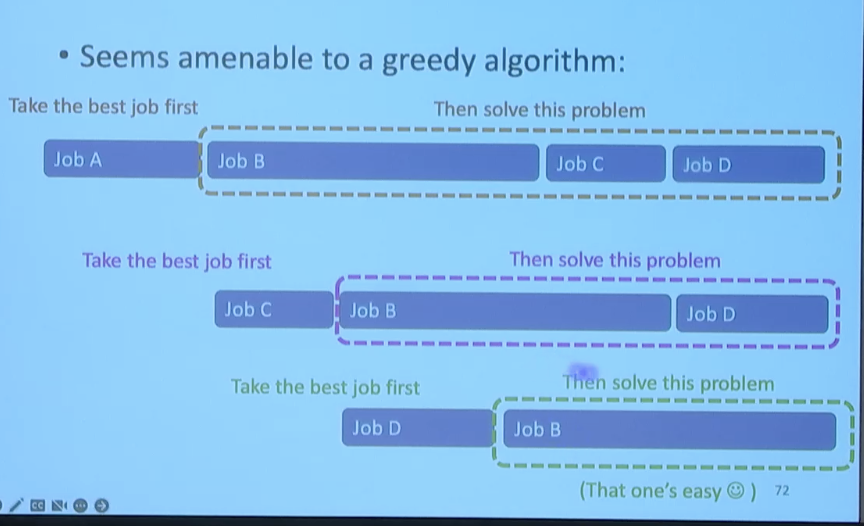 • Seems amenable to a greedy algorithm:
Take the best job first Then solve this problem
Job A Job B Job C Job D
Take the best job first Then solve this problem
Job C Job B Job D
Take the best job first Then solve this problem
Job D Job B
(That one's easy ☺ ) 72
CC